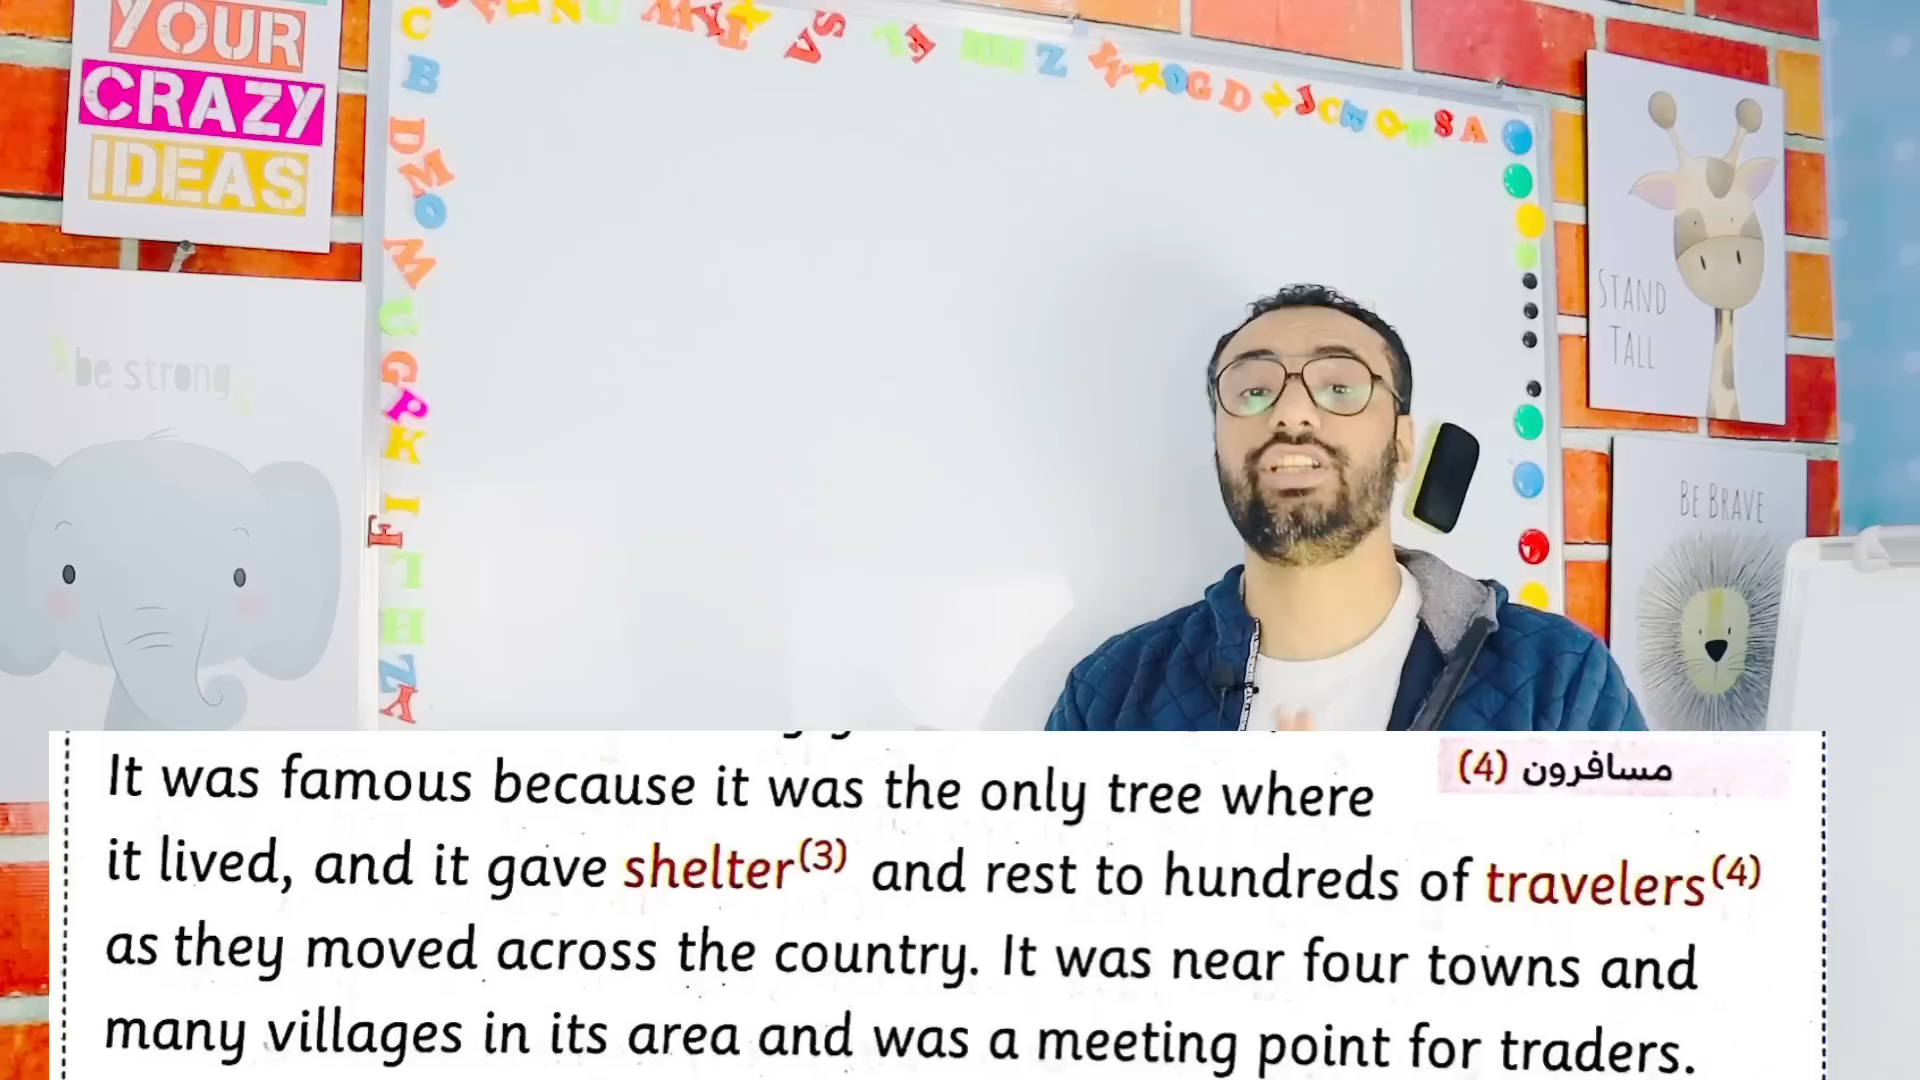 YOUR
CRAZY
IDEAS
be strong
STAND
TALL
BE BRAVE
(4) مسافرون
It was famous because it was the only tree where
it lived, and it gave shelter(3) and rest to hundreds of travelers(4)
as they moved across the country. It was near four towns and
many villages in its area and was a meeting point for traders.